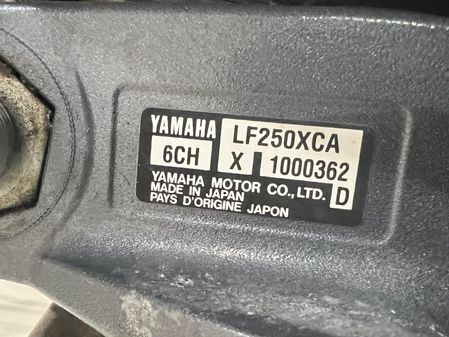 YAMAHA LF250XCA
6CH X 1000362
YAMAHA MOTOR CO.,LTD.
MADE IN JAPAN D
PAYS D'ORIGINE JAPON